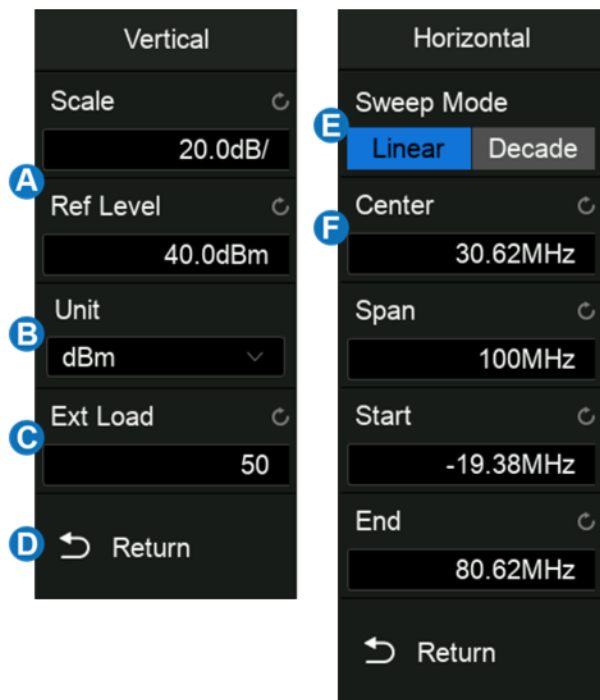 Vertical
Scale
20.0dB/
A
Ref Level
40.0dBm
Unit
B
dBm
Ext Load
C
50
D
Return
Horizontal
Sweep Mode
E
Linear Decade
Center
F
30.62MHz
Span
100MHz
Start
-19.38MHz
End
80.62MHz
Return